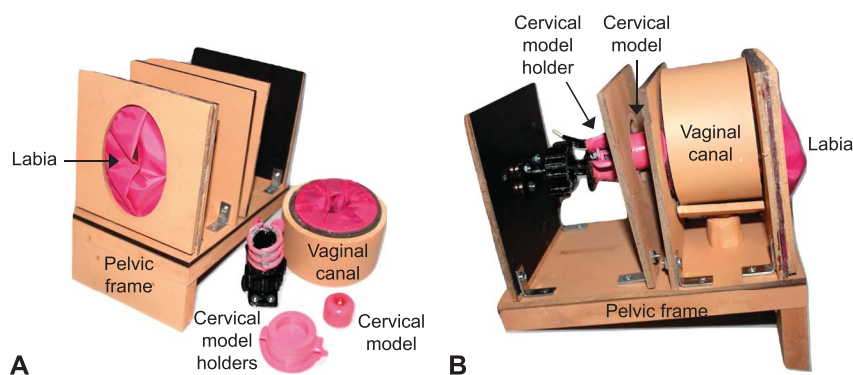 Labia
Pelvic
frame
Vaginal
canal
Cervical
model
holders
Cervical
model
A
Cervical
model
holder
Cervical
model
Vaginal
canal
Labia
Pelvic frame
B